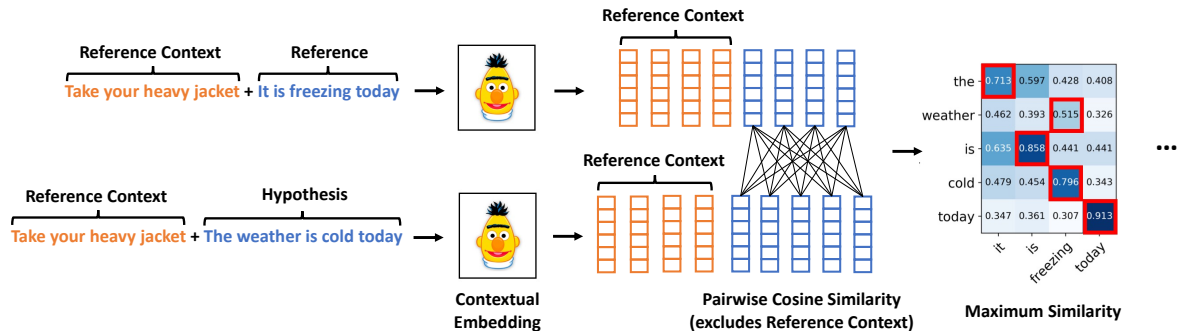 Reference Context
Reference Context Reference
Take your heavy jacket + It is freezing today
Reference Context
Reference Context Hypothesis
Take your heavy jacket + The weather is cold today
Contextual
Embedding
Pairwise Cosine Similarity
(excludes Reference Context)
the 0.713 0.597 0.428 0.408
weather 0.462 0.393 0.515 0.326
is 0.635 0.858 0.441 0.441
cold 0.479 0.454 0.796 0.343
today 0.347 0.361 0.307 0.913
it is freezing today
Maximum Similarity
...